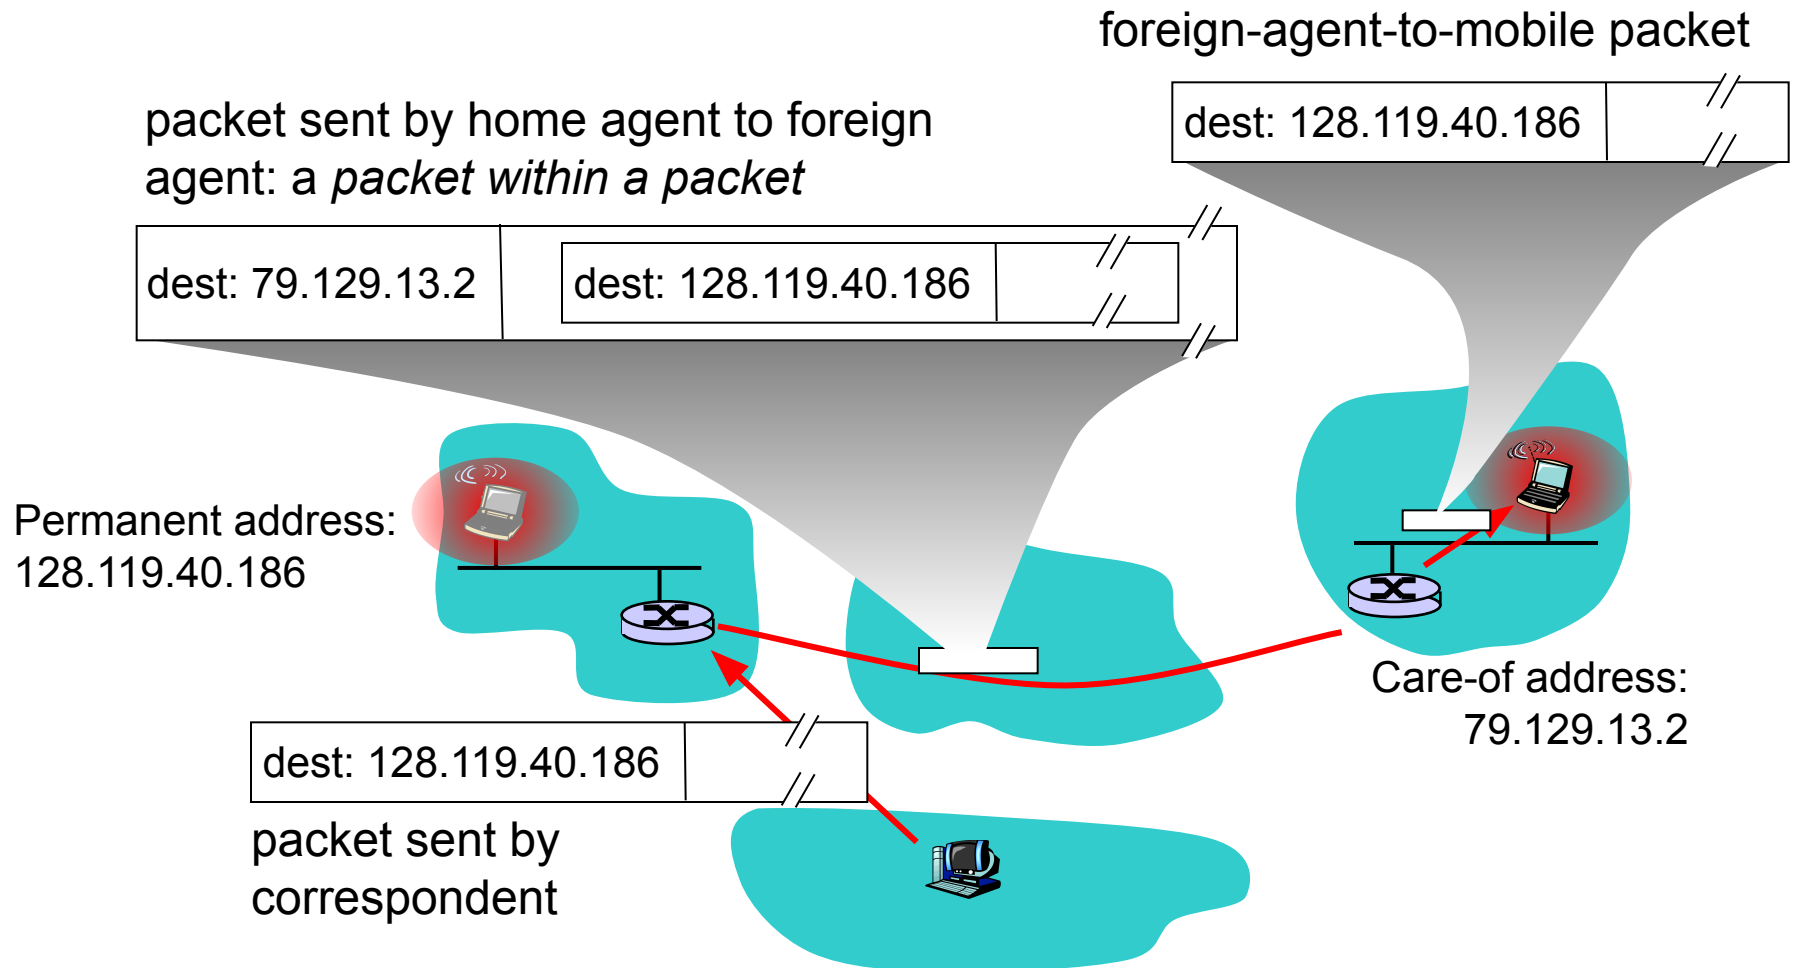 foreign-agent-to-mobile packet
dest: 128.119.40.186
packet sent by home agent to foreign
agent: a packet within a packet
dest: 79.129.13.2
dest: 128.119.40.186
Permanent address:
128.119.40.186
Care-of address:
79.129.13.2
dest: 128.119.40.186
packet sent by
correspondent